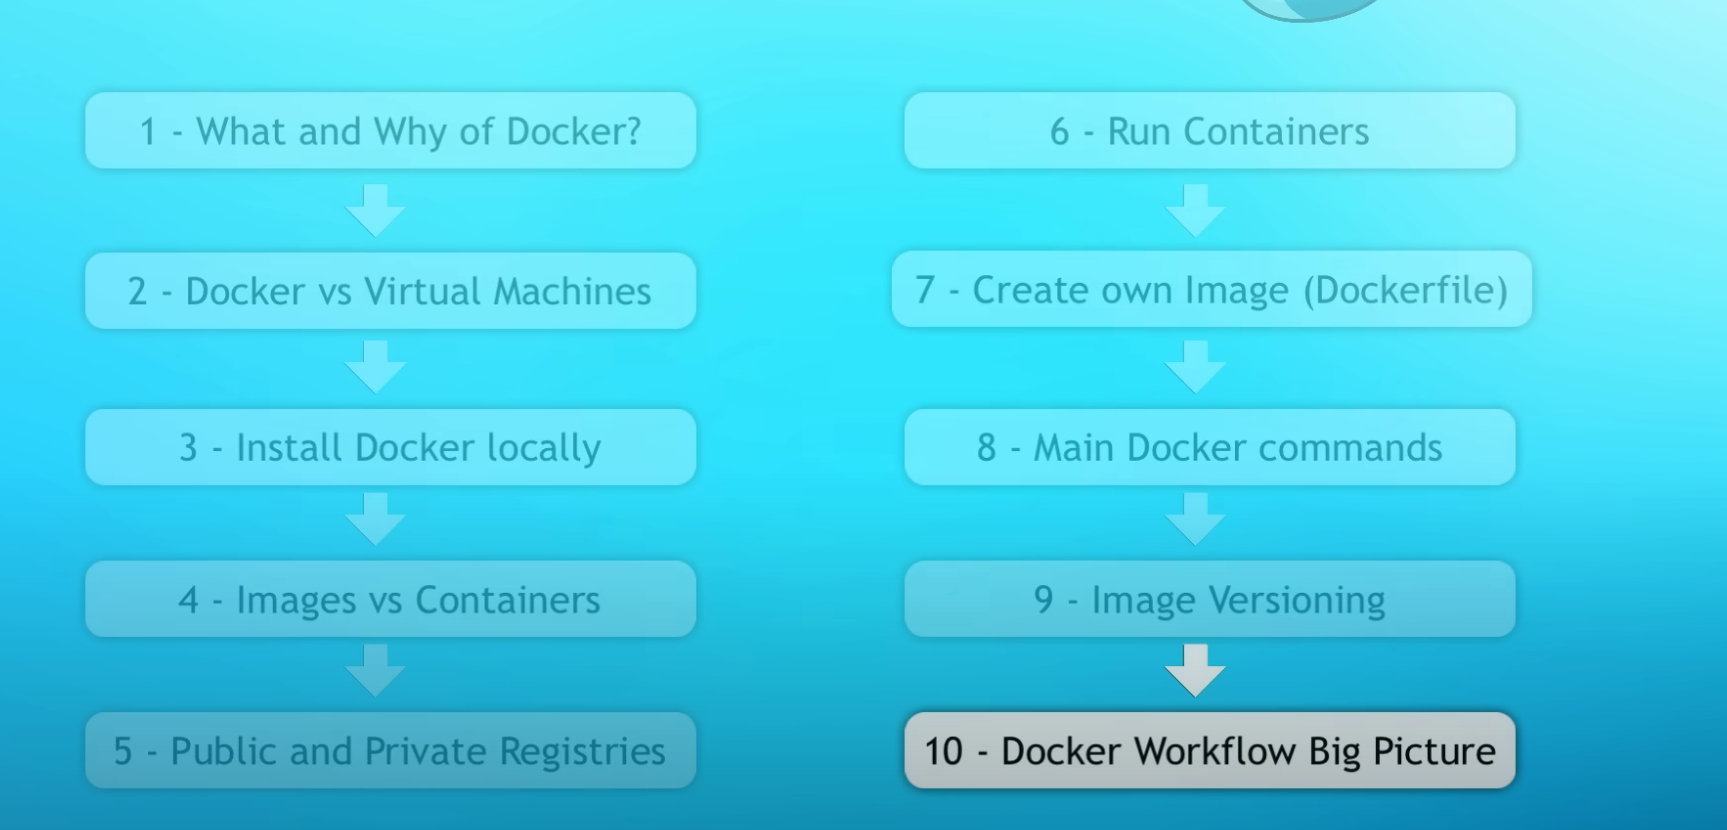 1 - What and Why of Docker?
2 - Docker vs Virtual Machines
3 - Install Docker locally
4 - Images vs Containers
5 - Public and Private Registries
6 - Run Containers
7 - Create own Image (Dockerfile)
8 - Main Docker commands
9 - Image Versioning
10 - Docker Workflow Big Picture